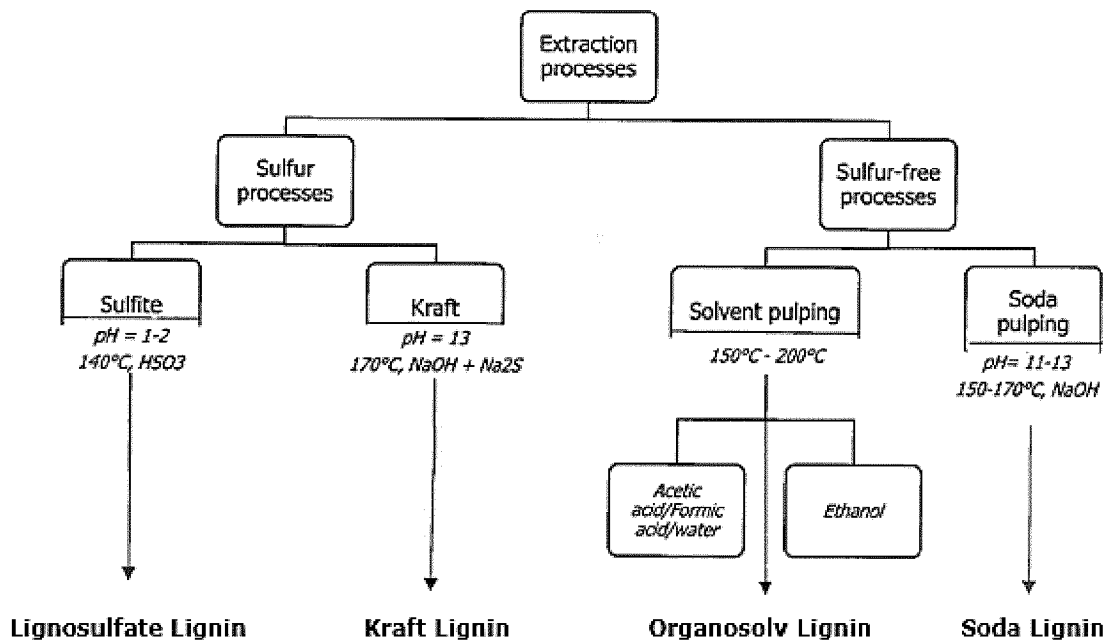 Extraction
processes
Sulfur
processes
Sulfur-free
processes
Sulfite
pH = 1-2
140°C, HSO3
Kraft
pH = 13
170°C, NaOH + Na2S
Solvent pulping
150°C - 200°C
Soda
pulping
pH= 11-13
150-170°C, NaOH
Acetic
acid/Formic
acid/water
Ethanol
Lignosulfate Lignin
Kraft Lignin
Organosolv Lignin
Soda Lignin